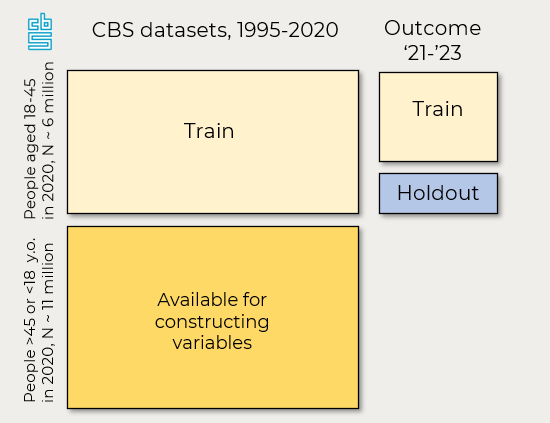 cbs
CBS datasets, 1995-2020
Outcome
‘21-’23
People aged 18-45
in 2020, N ~ 6 million
Train
Train
Holdout
People >45 or <18 y.o.
in 2020, N ~ 11 million
Available for
constructing
variables